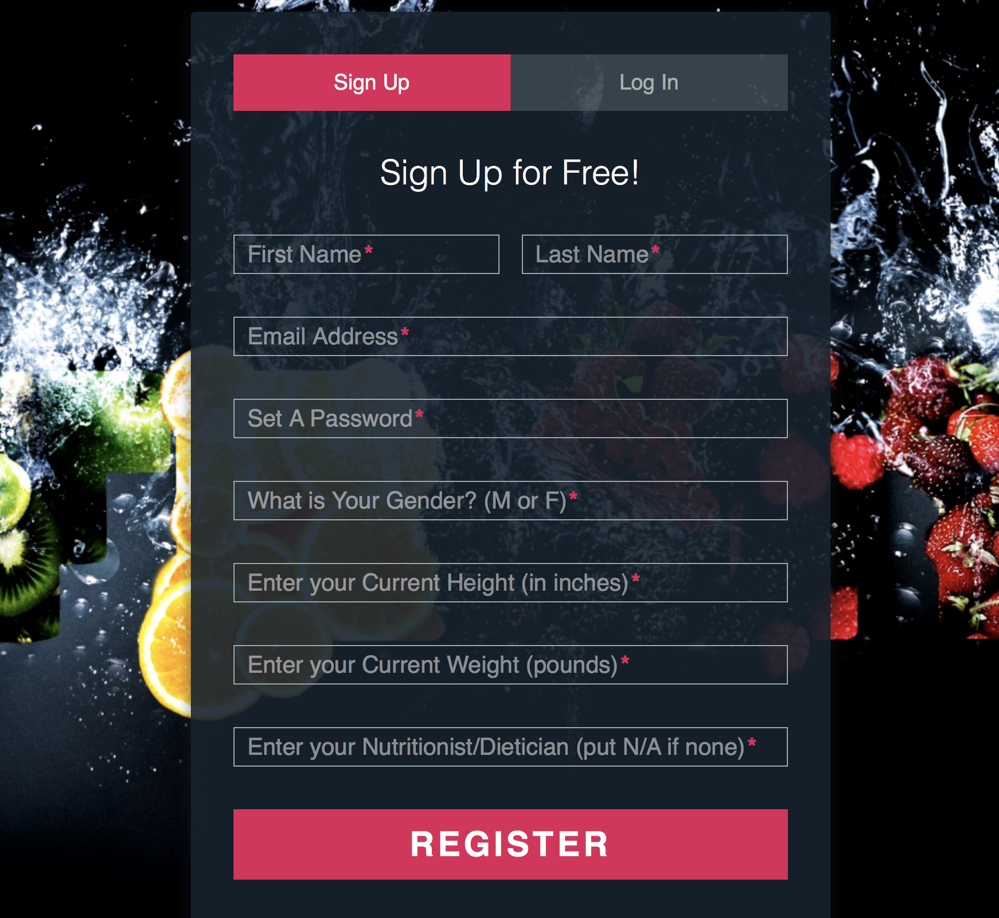 Sign Up
Log In
Sign Up for Free!
First Name*
Last Name*
Email Address*
Set A Password*
What is Your Gender? (M or F)*
Enter your Current Height (in inches)*
Enter your Current Weight (pounds)*
Enter your Nutritionist/Dietician (put N/A if none)*
REGISTER